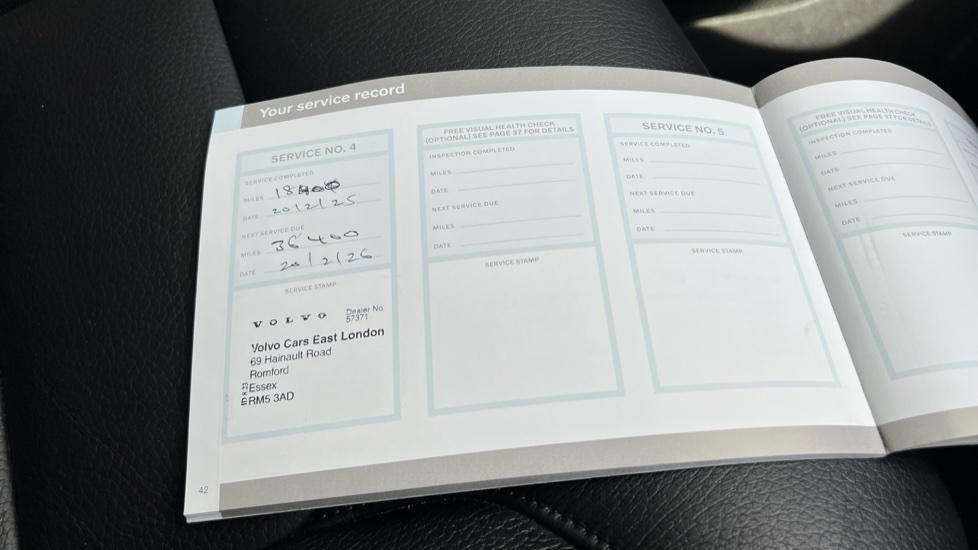 Your service record
SERVICE NO. 4
SERVICE COMPLETED
MILES 18400
DATE 20/2/25
NEXT SERVICE DUE
MILES 36400
DATE 20/2/26
SERVICE STAMP
VOLVO Dealer No.
57371
Volvo Cars East London
69 Hainault Road
Romford
Essex
RM5 3AD
42
FREE VISUAL HEALTH CHECK
(OPTIONAL) SEE PAGE 37 FOR DETAILS
INSPECTION COMPLETED
MILES
DATE
NEXT SERVICE DUE
MILES
DATE
SERVICE STAMP
SERVICE NO. 5
SERVICE COMPLETED
MILES
DATE
NEXT SERVICE DUE
MILES
DATE
SERVICE STAMP
FREE VISUAL HEALTH CHECK
(OPTIONAL) SEE PAGE 37 FOR DETAILS
INSPECTION COMPLETED
MILES
DATE
NEXT SERVICE DUE
MILES
DATE
SERVICE STAMP